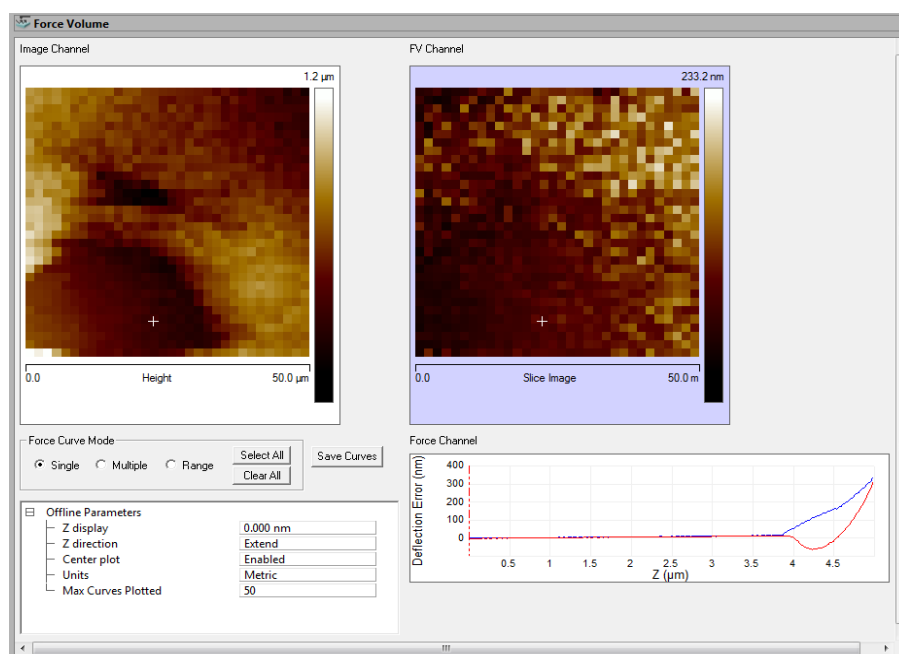 Force Volume
Image Channel
FV Channel
1.2 µm
233.2 nm
0.0 Height 50.0 µm
0.0 Slice Image 50.0 m
Force Curve Mode
Single Multiple Range Select All Clear All Save Curves
Offline Parameters
Z display 0.000 nm
Z direction Extend
Center plot Enabled
Units Metric
Max Curves Plotted 50
Force Channel
Deflection Error (nm)
400
300
200
100
0
0.5 1 1.5 2 2.5 3 3.5 4 4.5
Z (µm)